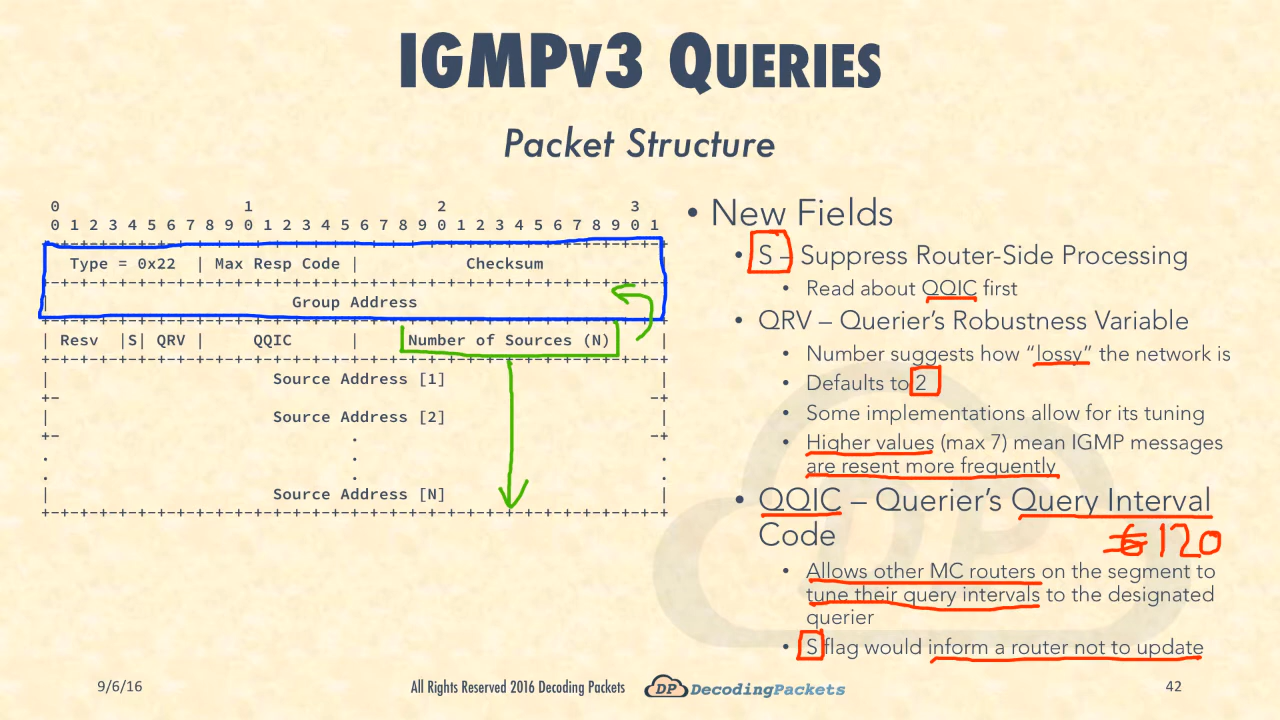 IGMPv3 Queries
Packet Structure
0 1 2 3
0 1 2 3 4 5 6 7 8 9 0 1 2 3 4 5 6 7 8 9 0 1 2 3 4 5 6 7 8 9 0 1
+-+-+-+-+-+-+-+-+-+-+-+-+-+-+-+-+-+-+-+-+-+-+-+-+-+-+-+-+-+-+-+-+
| Type = 0x22 | Max Resp Code | Checksum |
+-+-+-+-+-+-+-+-+-+-+-+-+-+-+-+-+-+-+-+-+-+-+-+-+-+-+-+-+-+-+-+-+
| Group Address |
+-+-+-+-+-+-+-+-+-+-+-+-+-+-+-+-+-+-+-+-+-+-+-+-+-+-+-+-+-+-+-+-+
| Resv |S| QRV | QQIC | Number of Sources (N) |
+-+-+-+-+-+-+-+-+-+-+-+-+-+-+-+-+-+-+-+-+-+-+-+-+-+-+-+-+-+-+-+-+
| Source Address [1] |
+- -+
| Source Address [2] |
+- . -+
. . .
. . .
| Source Address [N] |
+-+-+-+-+-+-+-+-+-+-+-+-+-+-+-+-+-+-+-+-+-+-+-+-+-+-+-+-+-+-+-+-+
• New Fields
• S – Suppress Router-Side Processing
• Read about QQIC first
• QRV – Querier's Robustness Variable
• Number suggests how “lossy” the network is
• Defaults to 2
• Some implementations allow for its tuning
• Higher values (max 7) mean IGMP messages
are resent more frequently
• QQIC – Querier's Query Interval
Code
120
• Allows other MC routers on the segment to
tune their query intervals to the designated
querier
• S flag would inform a router not to update
9/6/16
All Rights Reserved 2016 Decoding Packets
DP DecodingPackets
42
DP